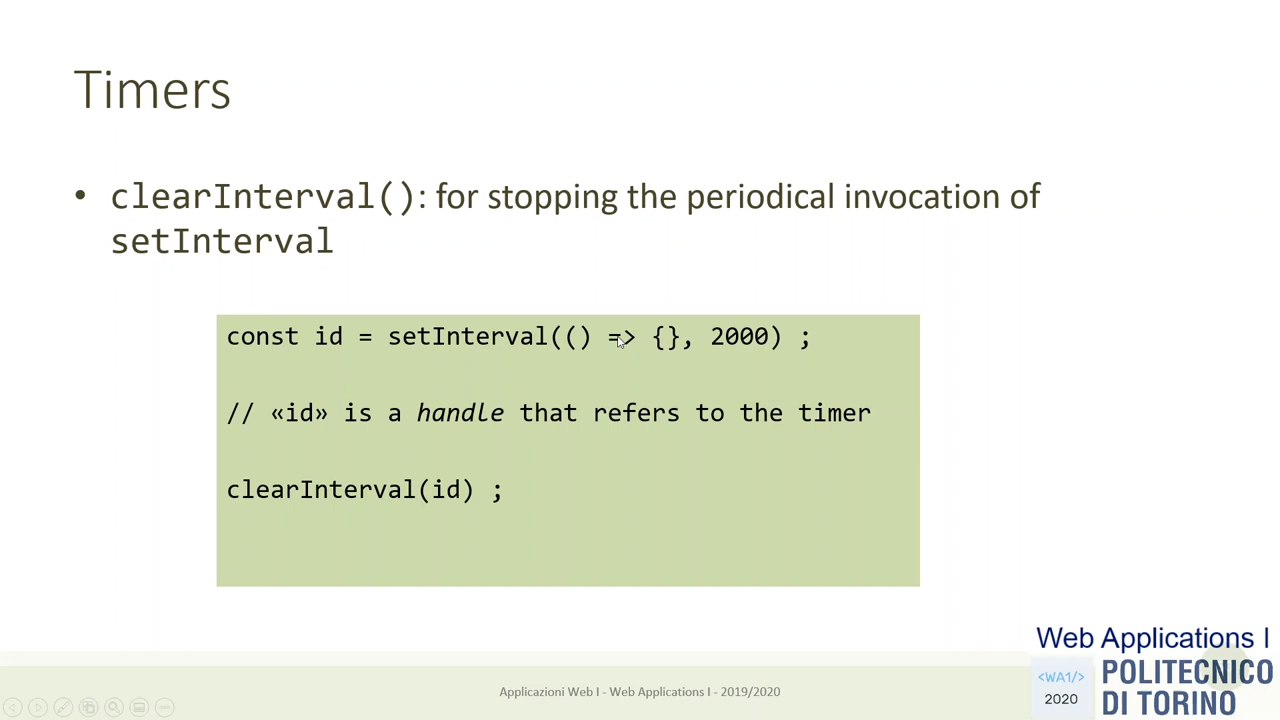 Timers
• clearInterval(): for stopping the periodical invocation of
setInterval
const id = setInterval(() => {}, 2000) ;
// «id» is a handle that refers to the timer
clearInterval(id) ;
Applicazioni Web I - Web Applications I - 2019/2020
Web Applications I
<WA1/>
2020
POLITECNICO
DI TORINO